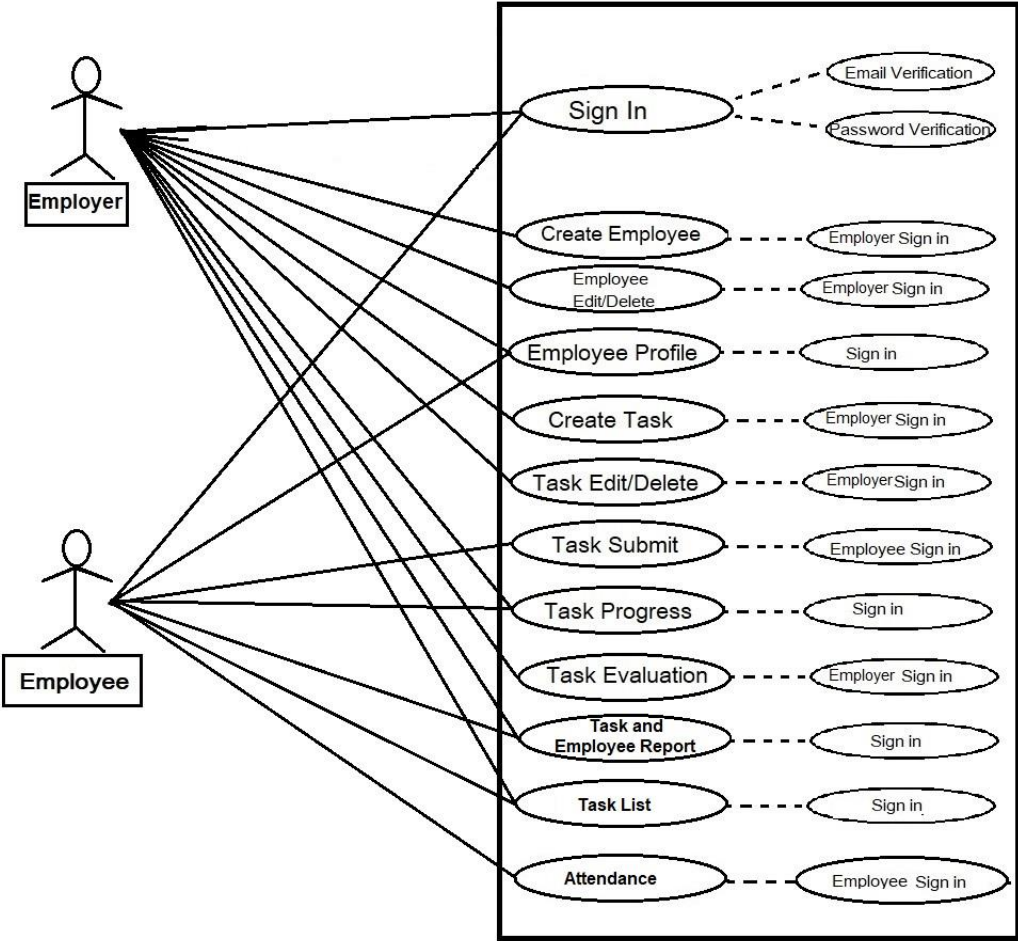 Email Verification
Sign In
Password Verification
Employer
Create Employee
Employer Sign in
Employee
Edit/Delete
Employer Sign in
Employee Profile
Sign in
Create Task
Employer Sign in
Task Edit/Delete
Employer Sign in
Task Submit
Employee Sign in
Task Progress
Sign in
Employee
Task Evaluation
Employer Sign in
Task and
Employee Report
Sign in
Task List
Sign in
Attendance
Employee Sign in